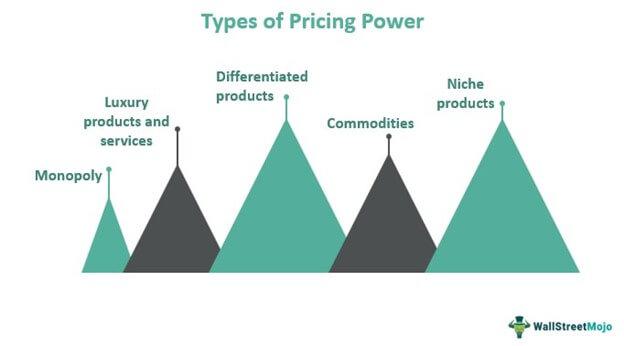 Types of Pricing Power
Monopoly
Luxury
products and
services
Differentiated
products
Commodities
Niche
products
WallStreetMojo